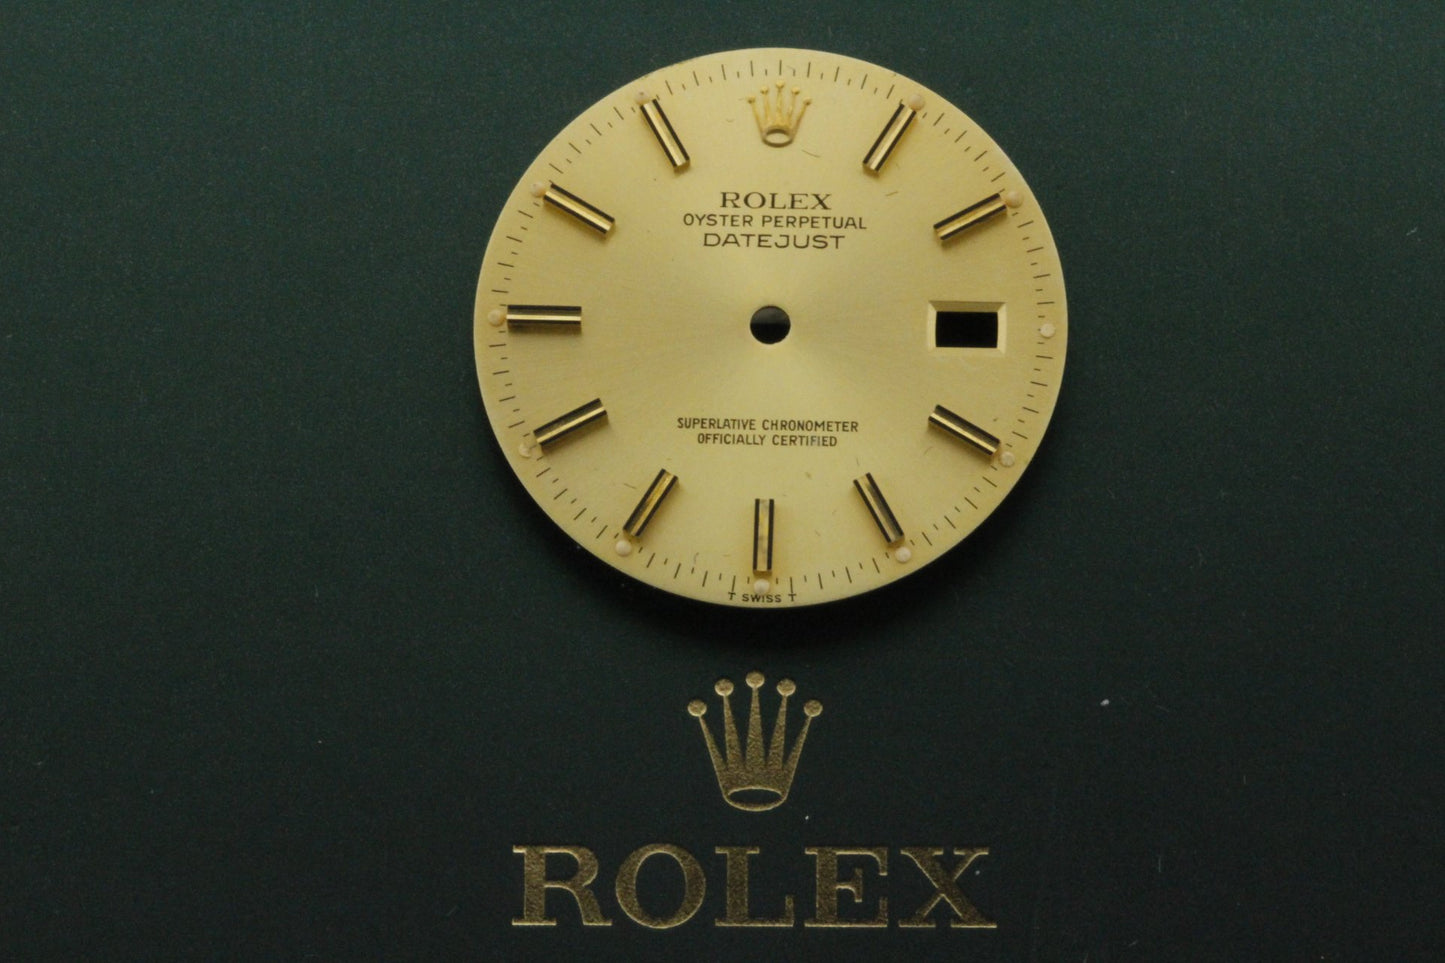 ROLEX
OYSTER PERPETUAL
DATEJUST
SUPERLATIVE CHRONOMETER
OFFICIALLY CERTIFIED
T SWISS T
ROLEX